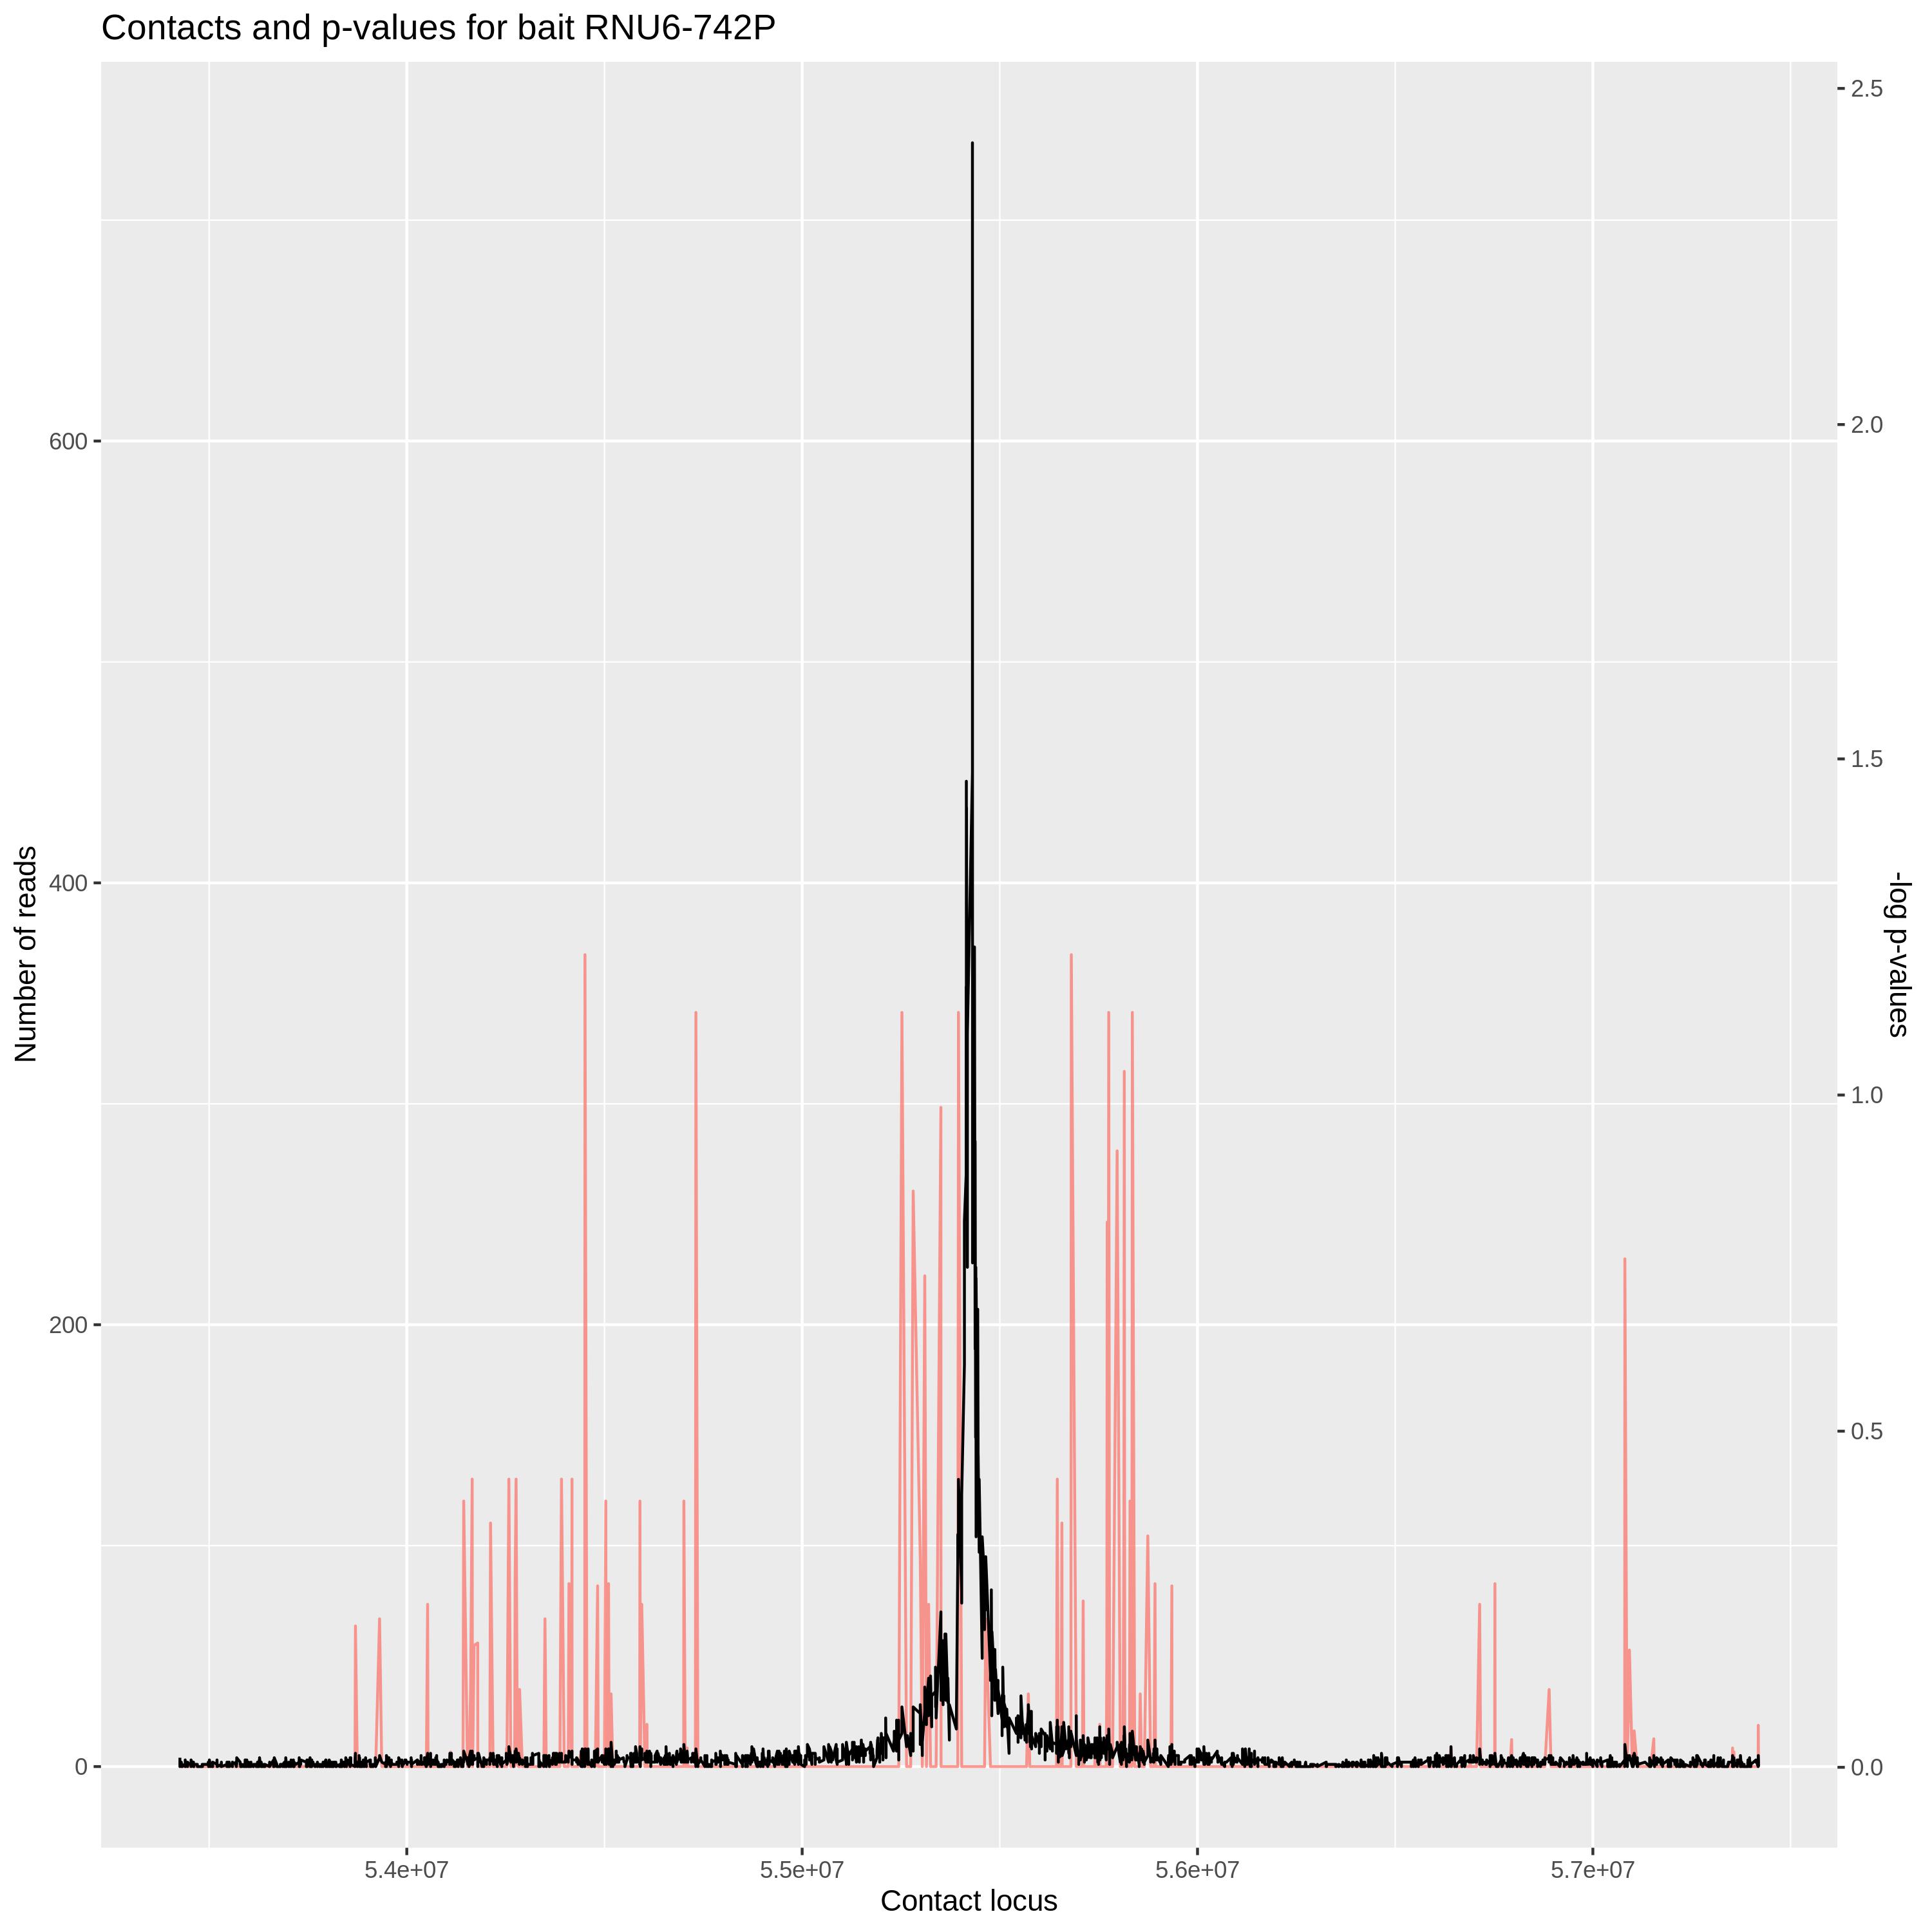 Contacts and p-values for bait RNU6-742P
2.5
2.0
600
1.5
400
Number of reads
-log p-values
1.0
200
0.5
0
0.0
5.4e+07
5.5e+07
5.6e+07
5.7e+07
Contact locus